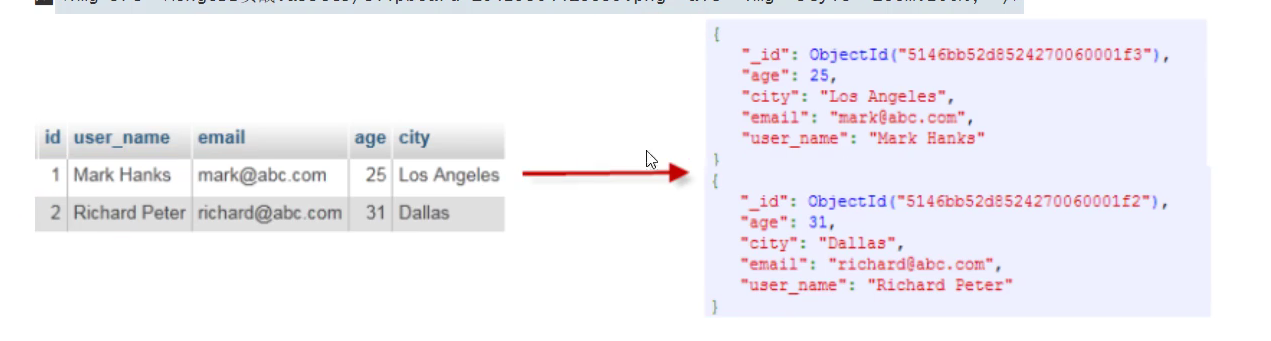 id user_name email age city
1 Mark Hanks mark@abc.com 25 Los Angeles
2 Richard Peter richard@abc.com 31 Dallas
{
"_id": ObjectId("5146bb52d8524270060001f3"),
"age": 25,
"city": "Los Angeles",
"email": "mark@abc.com",
"user_name": "Mark Hanks"
}
{
"_id": ObjectId("5146bb52d8524270060001f2"),
"age": 31,
"city": "Dallas",
"email": "richard@abc.com",
"user_name": "Richard Peter"
}